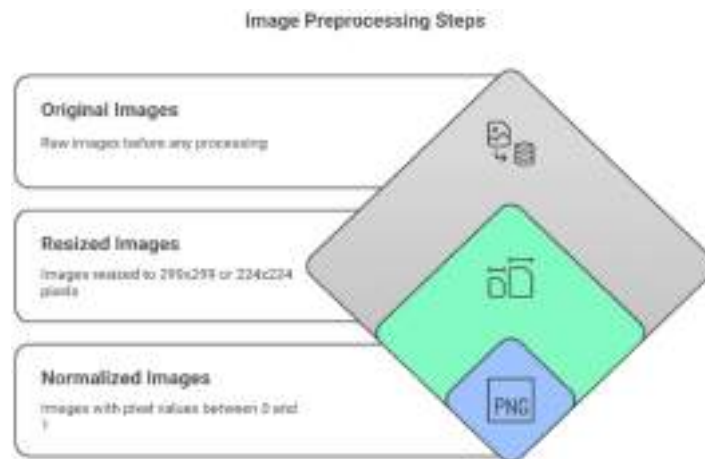 Image Preprocessing Steps
Original Images
Raw images before any processing
Resized Images
Images resized to 299x299 or 224x224
pixels
Normalized Images
Images with pixel values between 0 and
1
PNG